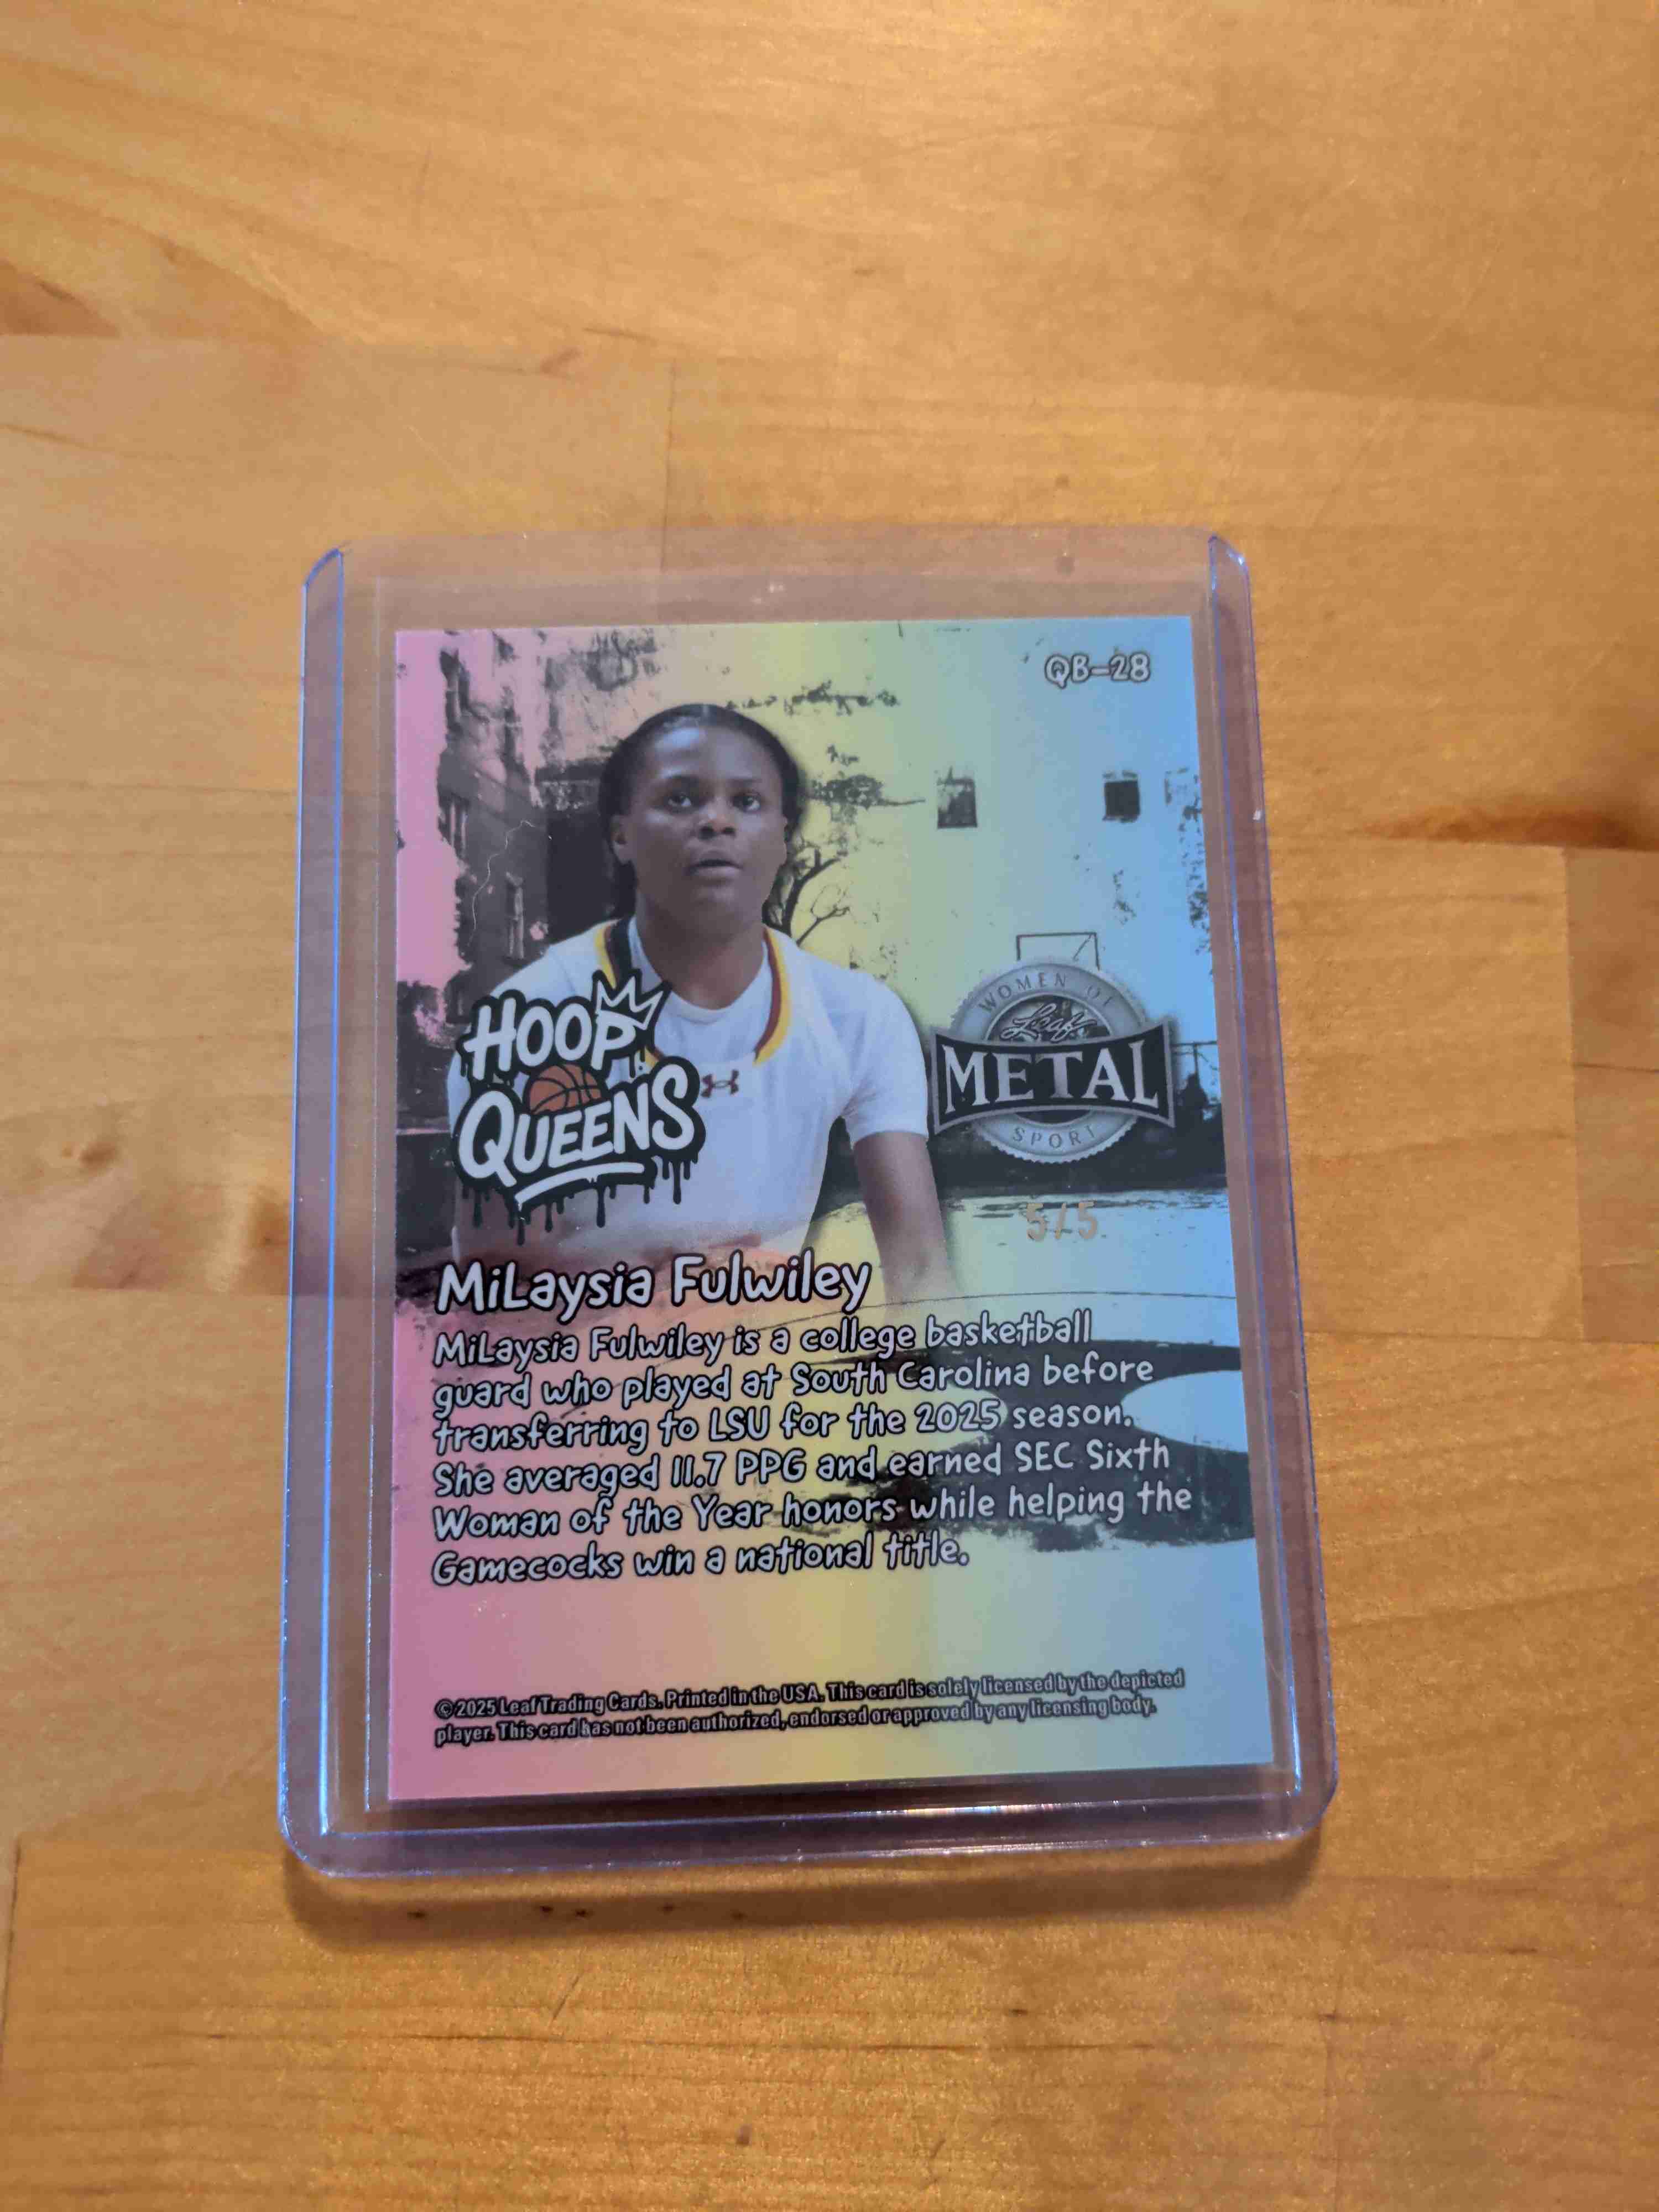 QB-28
HOOP
QUEENS
WOMEN OF
Leaf
METAL
SPORT
5/5
MiLaysia Fulwiley
MiLaysia Fulwiley is a college basketball
guard who played at South Carolina before
transferring to LSU for the 2025 season.
She averaged 11.7 PPG and earned SEC Sixth
Woman of the Year honors while helping the
Gamecocks win a national title.
©2025 Leaf Trading Cards. Printed in the USA. This card is solely licensed by the depicted
player. This card has not been authorized, endorsed or approved by any licensing body.